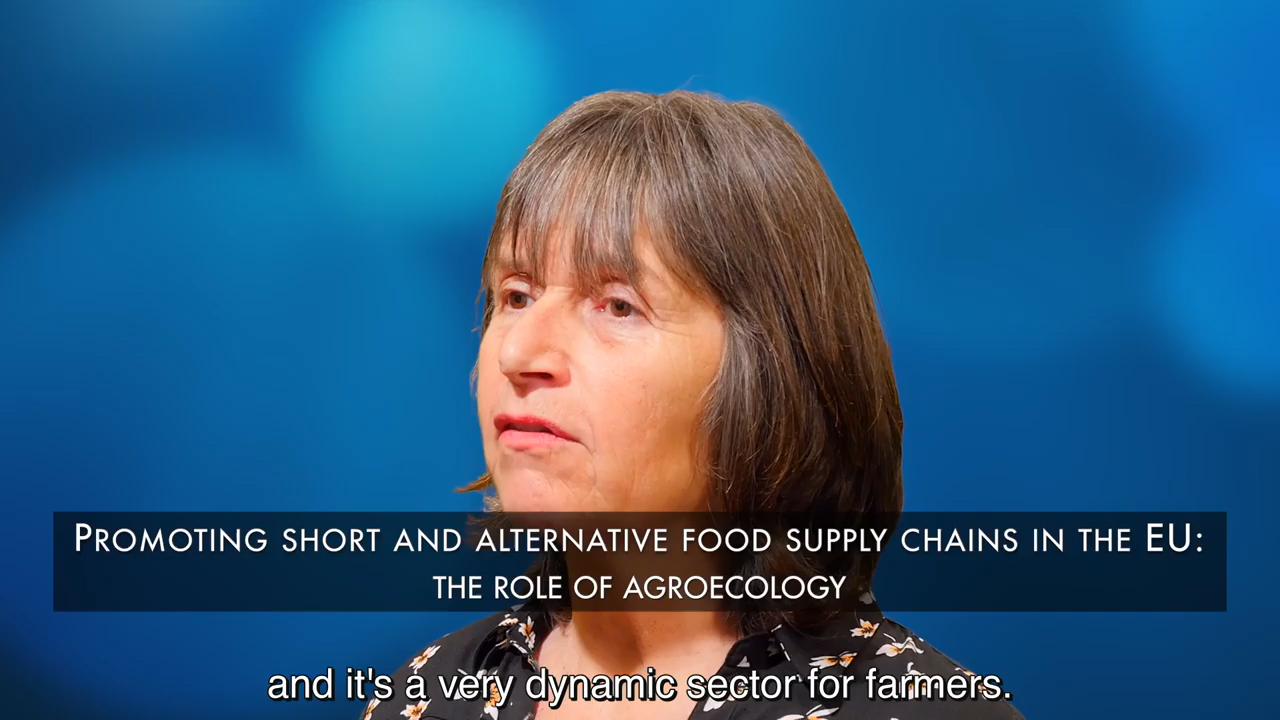 PROMOTING SHORT AND ALTERNATIVE FOOD SUPPLY CHAINS IN THE EU:
THE ROLE OF AGROECOLOGY
and it's a very dynamic sector for farmers.